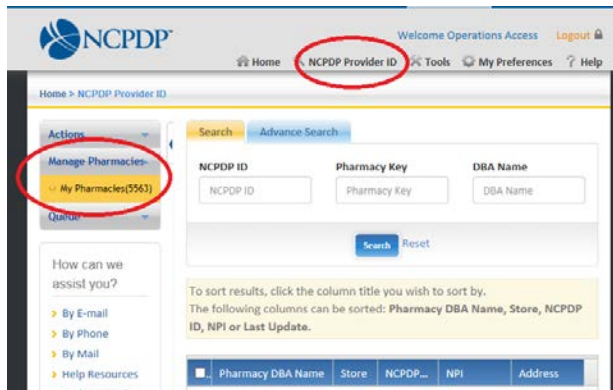 NCPDP
Welcome Operations Access Logout
Home NCPDP Provider ID Tools My Preferences ? Help
Home > NCPDP Provider ID
Actions
Manage Pharmacies
My Pharmacies(5563)
Queue
How can we
assist you?
By E-mail
By Phone
By Mail
Help Resources
Search Advance Search
NCPDP ID Pharmacy Key DBA Name
NCPDP ID Pharmacy Key DBA Name
Search Reset
To sort results, click the column title you wish to sort by.
The following columns can be sorted: Pharmacy DBA Name, Store, NCPDP
ID, NPI or Last Update.
Pharmacy DBA Name Store NCPDP... NPI Address